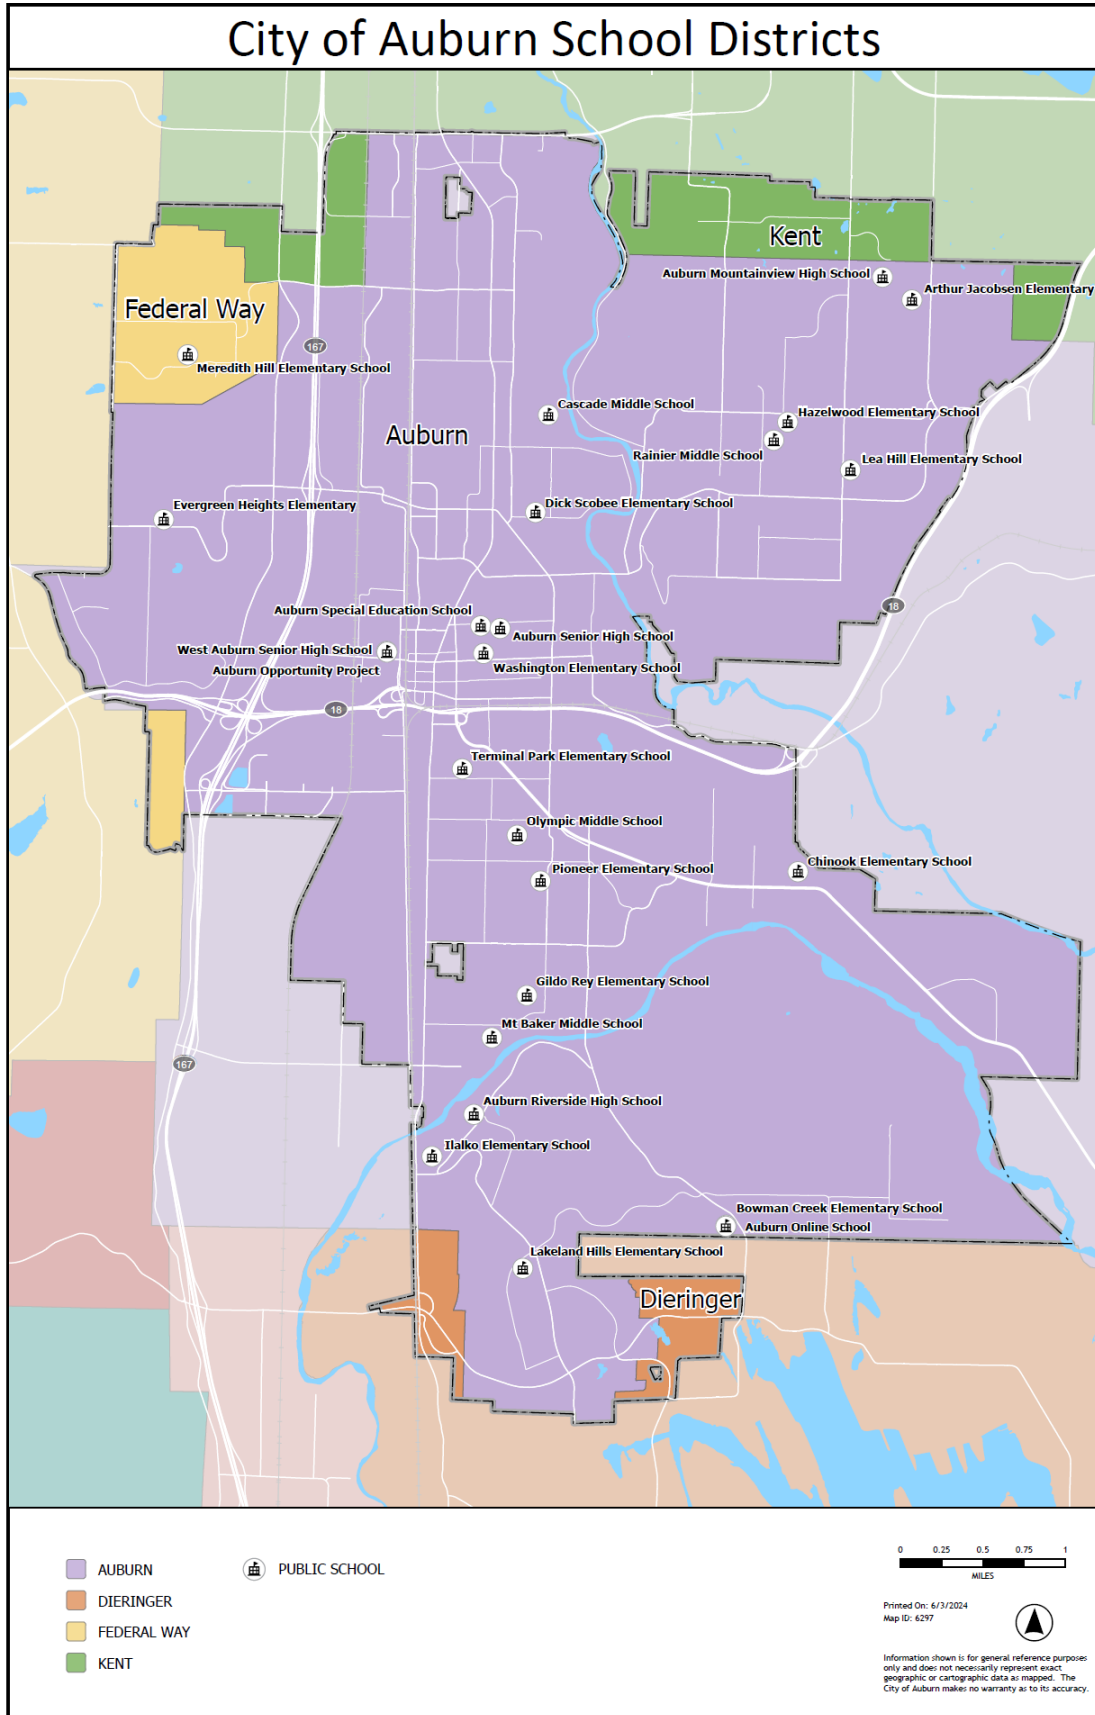 City of Auburn School Districts
Kent
Auburn Mountainview High School
Arthur Jacobsen Elementary
Federal Way
167
Meredith Hill Elementary School
Cascade Middle School
Hazelwood Elementary School
Auburn
Rainier Middle School
Lea Hill Elementary School
Evergreen Heights Elementary
Dick Scobee Elementary School
18
Auburn Special Education School
Auburn Senior High School
West Auburn Senior High School
Washington Elementary School
Auburn Opportunity Project
18
Terminal Park Elementary School
Olympic Middle School
Chinook Elementary School
Pioneer Elementary School
Gildo Rey Elementary School
Mt Baker Middle School
167
Auburn Riverside High School
Ilalko Elementary School
Bowman Creek Elementary School
Auburn Online School
Lakeland Hills Elementary School
Dieringer
AUBURN
DIERINGER
FEDERAL WAY
KENT
PUBLIC SCHOOL
0 0.25 0.5 0.75 1
MILES
Printed On: 6/3/2024
Map ID: 6297
Information shown is for general reference purposes
only and does not necessarily represent exact
geographic or cartographic data as mapped. The
City of Auburn makes no warranty as to its accuracy.